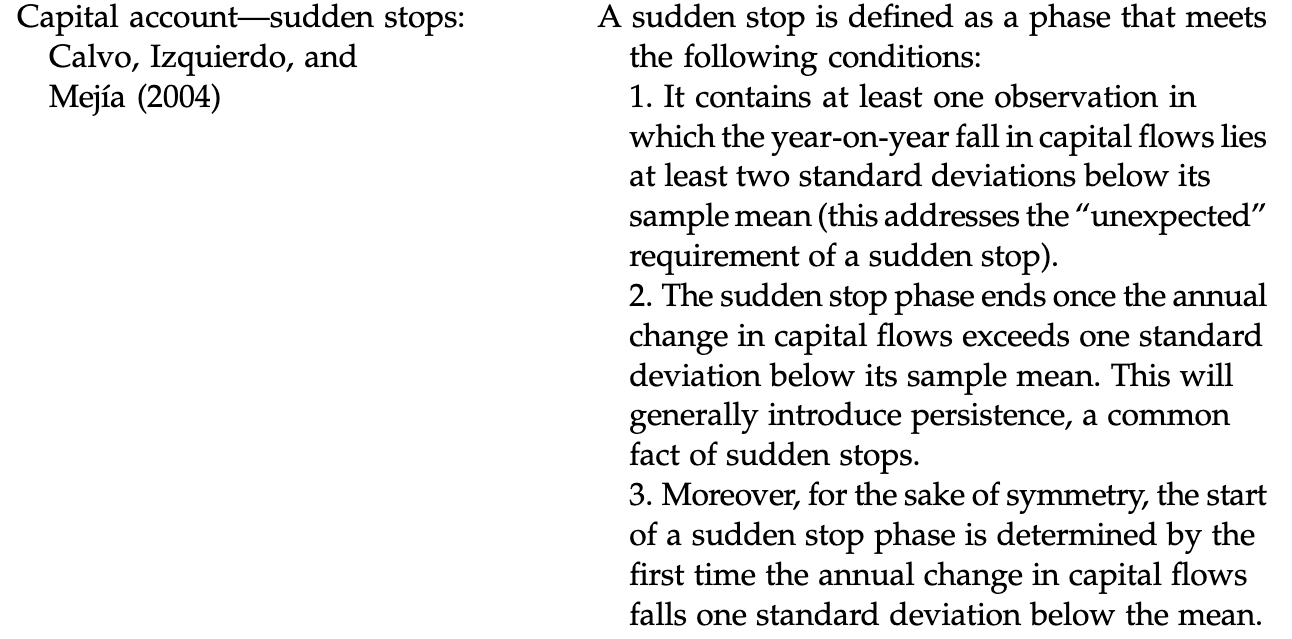 Capital account—sudden stops:
Calvo, Izquierdo, and
Mejía (2004)
A sudden stop is defined as a phase that meets
the following conditions:
1. It contains at least one observation in
which the year-on-year fall in capital flows lies
at least two standard deviations below its
sample mean (this addresses the “unexpected”
requirement of a sudden stop).
2. The sudden stop phase ends once the annual
change in capital flows exceeds one standard
deviation below its sample mean. This will
generally introduce persistence, a common
fact of sudden stops.
3. Moreover, for the sake of symmetry, the start
of a sudden stop phase is determined by the
first time the annual change in capital flows
falls one standard deviation below the mean.